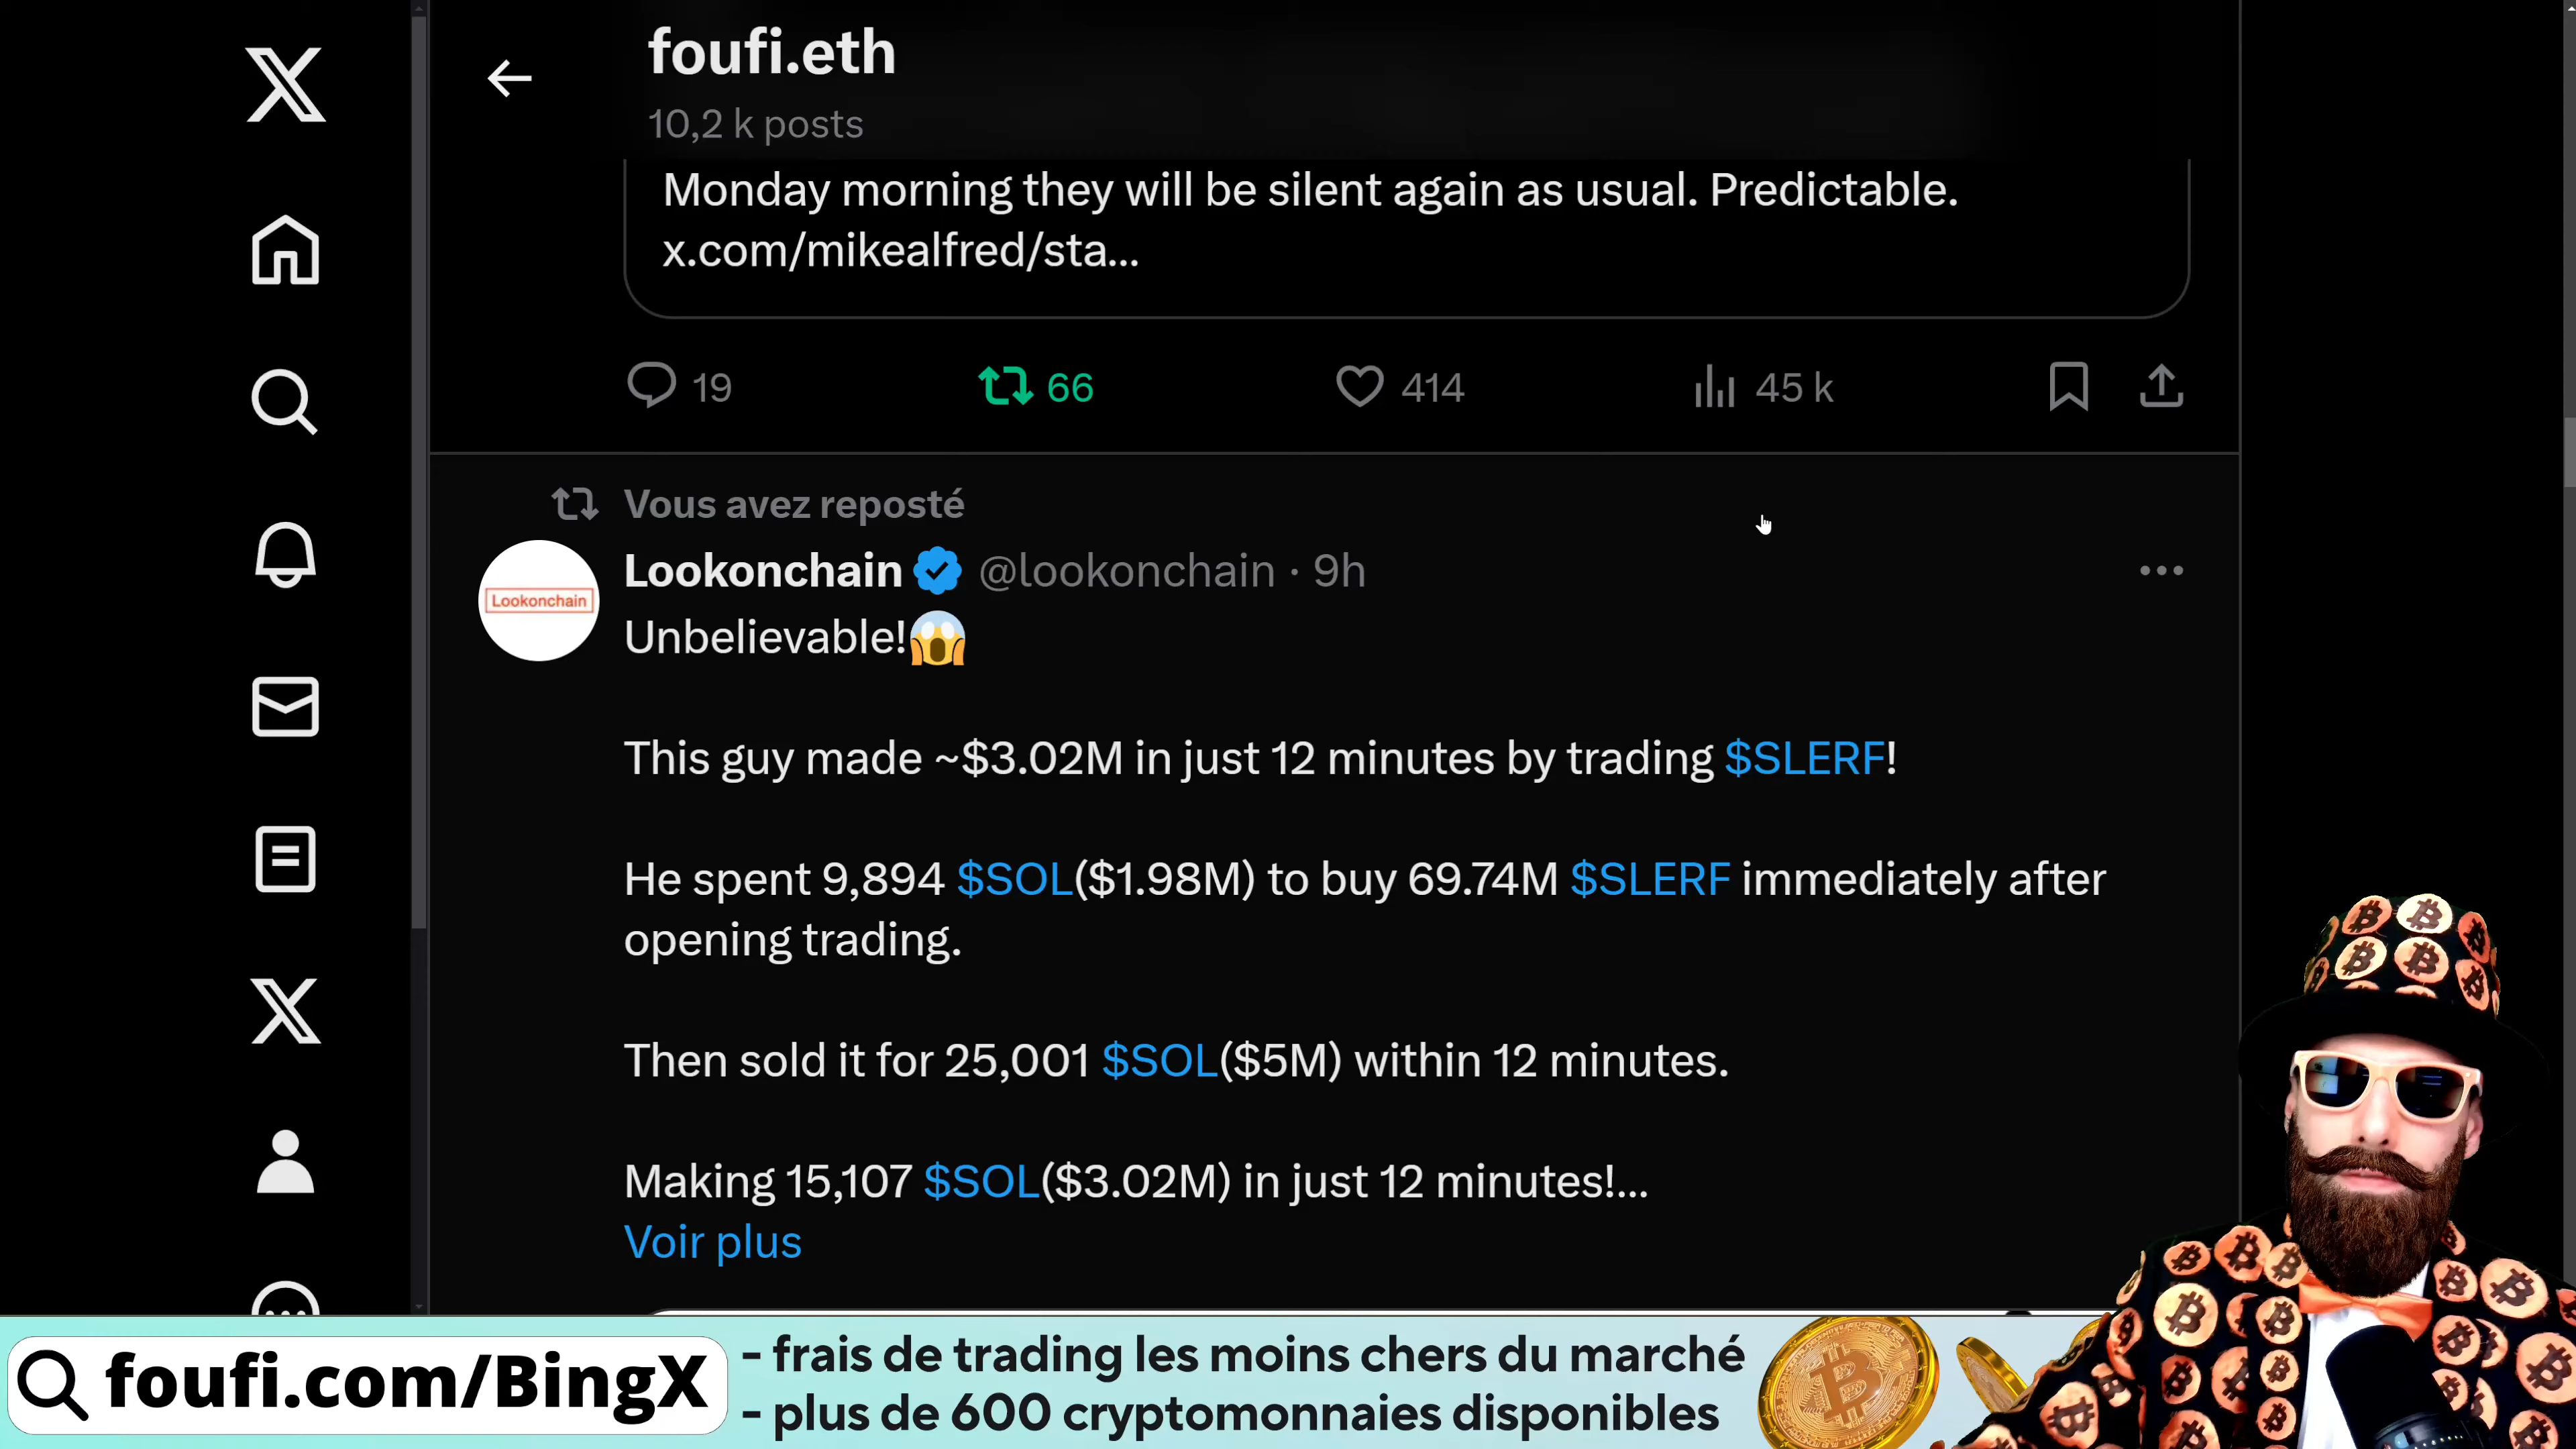 foufi.eth
10,2 k posts
Monday morning they will be silent again as usual. Predictable.
x.com/mikealfred/sta...
19 66 414 45 k
Vous avez reposté
Lookonchain @lookonchain · 9h
Lookonchain
Unbelievable!😱
This guy made ~$3.02M in just 12 minutes by trading $SLERF!
He spent 9,894 $SOL($1.98M) to buy 69.74M $SLERF immediately after
opening trading.
Then sold it for 25,001 $SOL($5M) within 12 minutes.
Making 15,107 $SOL($3.02M) in just 12 minutes!...
Voir plus
foufi.com/BingX
- frais de trading les moins chers du marché
- plus de 600 cryptomonnaies disponibles